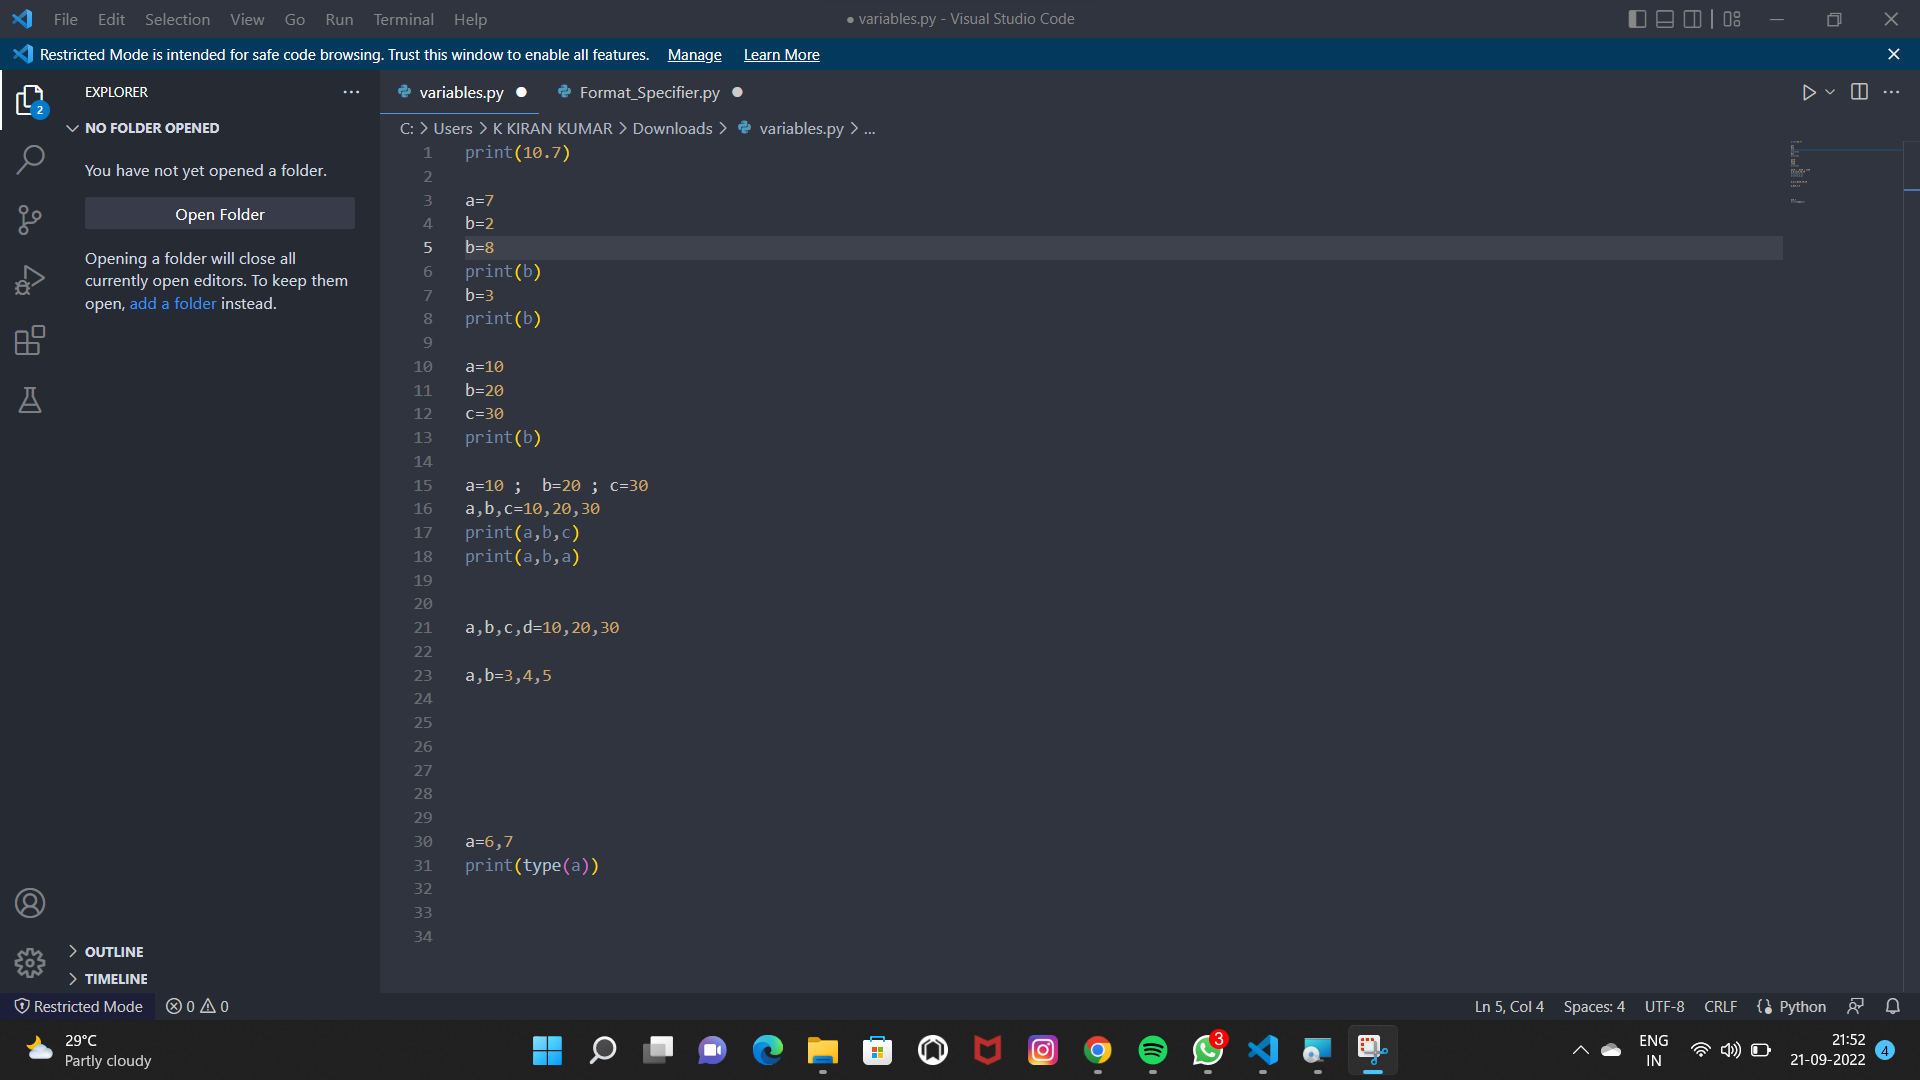 File Edit Selection View Go Run Terminal Help
● variables.py - Visual Studio Code
Restricted Mode is intended for safe code browsing. Trust this window to enable all features. Manage Learn More
EXPLORER
2
NO FOLDER OPENED
You have not yet opened a folder.
Open Folder
Opening a folder will close all
currently open editors. To keep them
open, add a folder instead.
OUTLINE
TIMELINE
variables.py
Format_Specifier.py
C: > Users > K KIRAN KUMAR > Downloads > variables.py > ...
1 print(10.7)
2
3 a=7
4 b=2
5 b=8
6 print(b)
7 b=3
8 print(b)
9
10 a=10
11 b=20
12 c=30
13 print(b)
14
15 a=10 ;  b=20 ; c=30
16 a,b,c=10,20,30
17 print(a,b,c)
18 print(a,b,a)
19
20
21 a,b,c,d=10,20,30
22
23 a,b=3,4,5
24
25
26
27
28
29
30 a=6,7
31 print(type(a))
32
33
34
Restricted Mode 0 0
Ln 5, Col 4 Spaces: 4 UTF-8 CRLF Python
29°C
Partly cloudy
3
ENG
IN
21:52
21-09-2022
4